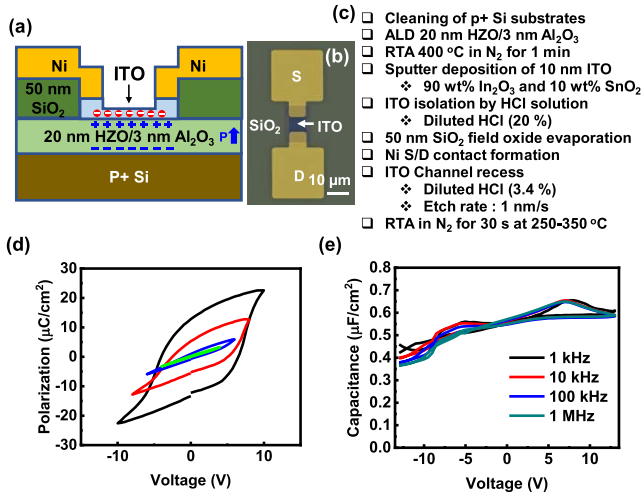 (a)
Ni
Ni
ITO
50 nm
SiO₂
20 nm HZO/3 nm Al₂O₃ P
P+ Si
(b)
S
SiO₂
ITO
D
10 μm
(c)
❑ Cleaning of p+ Si substrates
❑ ALD 20 nm HZO/3 nm Al₂O₃
❑ RTA 400 ºC in N₂ for 1 min
❑ Sputter deposition of 10 nm ITO
❖ 90 wt% In₂O₃ and 10 wt% SnO₂
❑ ITO isolation by HCl solution
❖ Diluted HCl (20 %)
❑ 50 nm SiO₂ field oxide evaporation
❑ Ni S/D contact formation
❑ ITO Channel recess
❖ Diluted HCl (3.4 %)
❖ Etch rate : 1 nm/s
❑ RTA in N₂ for 30 s at 250-350 ºC
(d)
Polarization (μC/cm²)
30
20
10
0
-10
-20
-30
-10
0
10
Voltage (V)
(e)
Capacitance (μF/cm²)
0.8
0.7
0.6
0.5
0.4
0.3
0.2
0.1
0.0
1 kHz
10 kHz
100 kHz
1 MHz
-10
-5
0
5
10
Voltage (V)